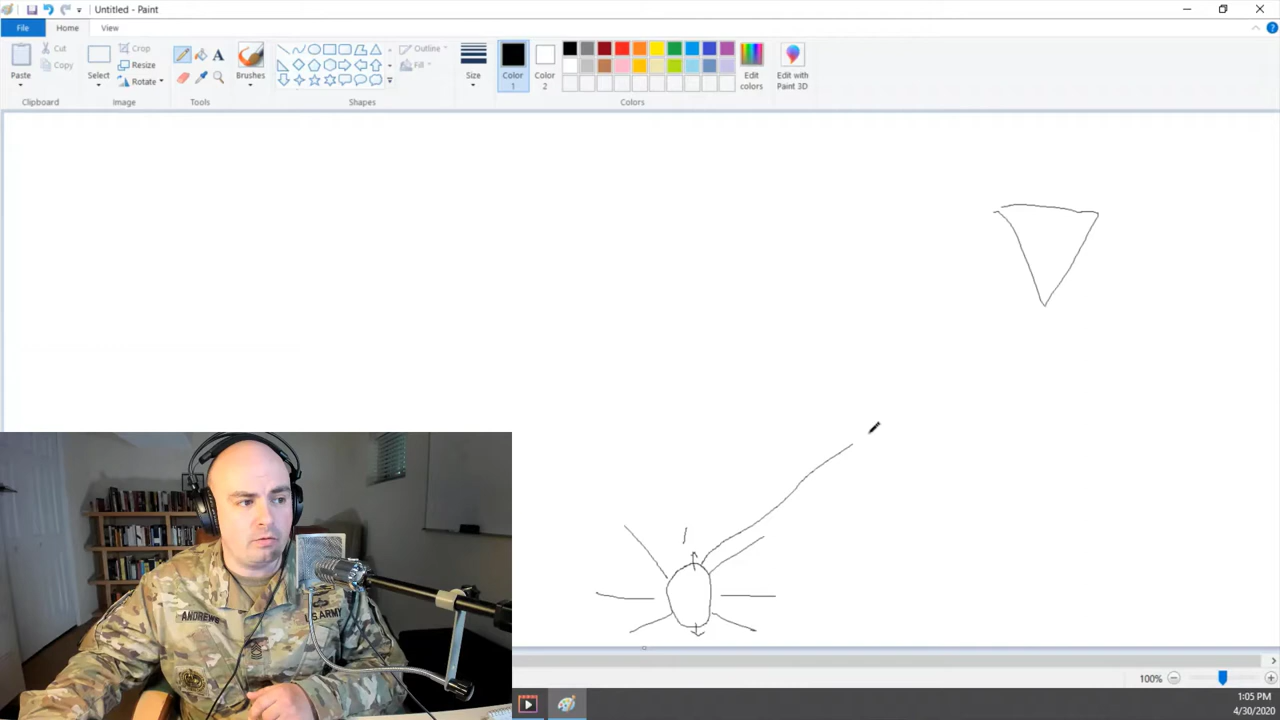 Untitled - Paint
File Home View
Paste
Cut
Copy
Clipboard
Select
Crop
Resize
Rotate
Image
Tools
Brushes
Shapes
Outline
Fill
Size
Color 1
Color 2
Colors
Edit colors
Edit with Paint 3D
ANDREWS
U.S. ARMY
100%
1:05 PM
4/30/2020